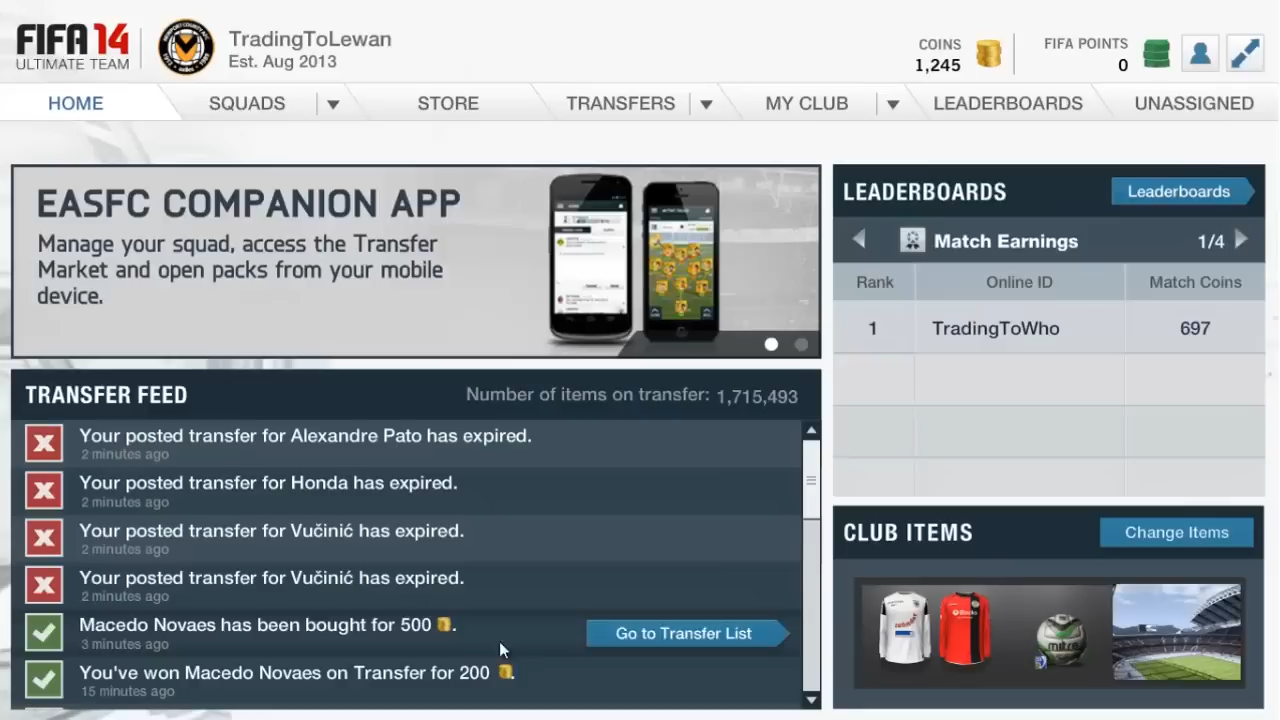 FIFA 14
ULTIMATE TEAM
TradingToLewan
Est. Aug 2013
COINS
1,245
FIFA POINTS
0
HOME
SQUADS
STORE
TRANSFERS
MY CLUB
LEADERBOARDS
UNASSIGNED
EASFC COMPANION APP
Manage your squad, access the Transfer
Market and open packs from your mobile
device.
LEADERBOARDS
Leaderboards
Match Earnings
1/4
Rank
Online ID
Match Coins
1
TradingToWho
697
TRANSFER FEED
Number of items on transfer: 1,715,493
Your posted transfer for Alexandre Pato has expired.
2 minutes ago
Your posted transfer for Honda has expired.
2 minutes ago
Your posted transfer for Vučinić has expired.
2 minutes ago
Your posted transfer for Vučinić has expired.
2 minutes ago
Macedo Novaes has been bought for 500 .
3 minutes ago
Go to Transfer List
You've won Macedo Novaes on Transfer for 200 .
15 minutes ago
CLUB ITEMS
Change Items
mitre